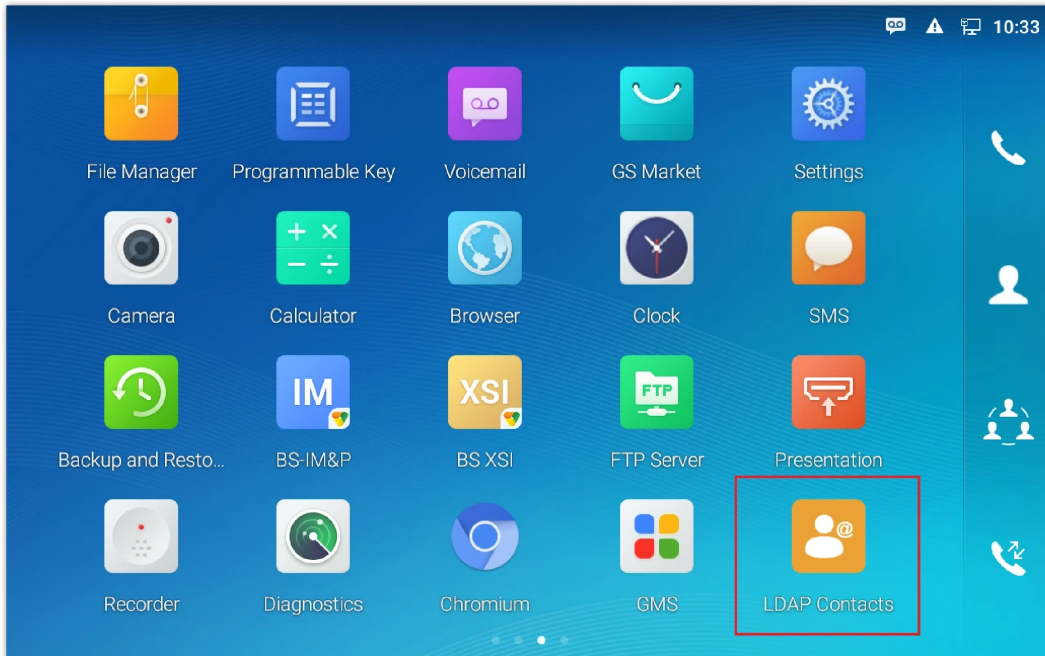 10:33
File Manager Programmable Key Voicemail GS Market Settings
Camera Calculator Browser Clock SMS
IM XSI FTP
Backup and Resto... BS-IM&P BS XSI FTP Server Presentation
@
Recorder Diagnostics Chromium GMS LDAP Contacts